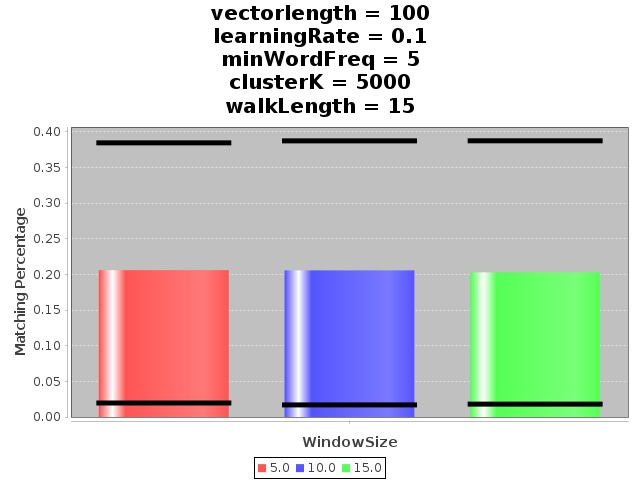 vectorlength = 100
learningRate = 0.1
minWordFreq = 5
clusterK = 5000
walkLength = 15
0.40
0.35
0.30
0.25
0.20
0.15
0.10
0.05
0.00
Matching Percentage
WindowSize
5.0 10.0 15.0